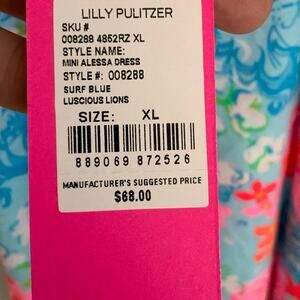 LILLY PULITZER
SKU #
008288 4852RZ XL
STYLE NAME:
MINI ALESSA DRESS
STYLE #: 008288
SURF BLUE
LUSCIOUS LIONS
SIZE: XL
889069 872526
MANUFACTURER'S SUGGESTED PRICE
$68.00